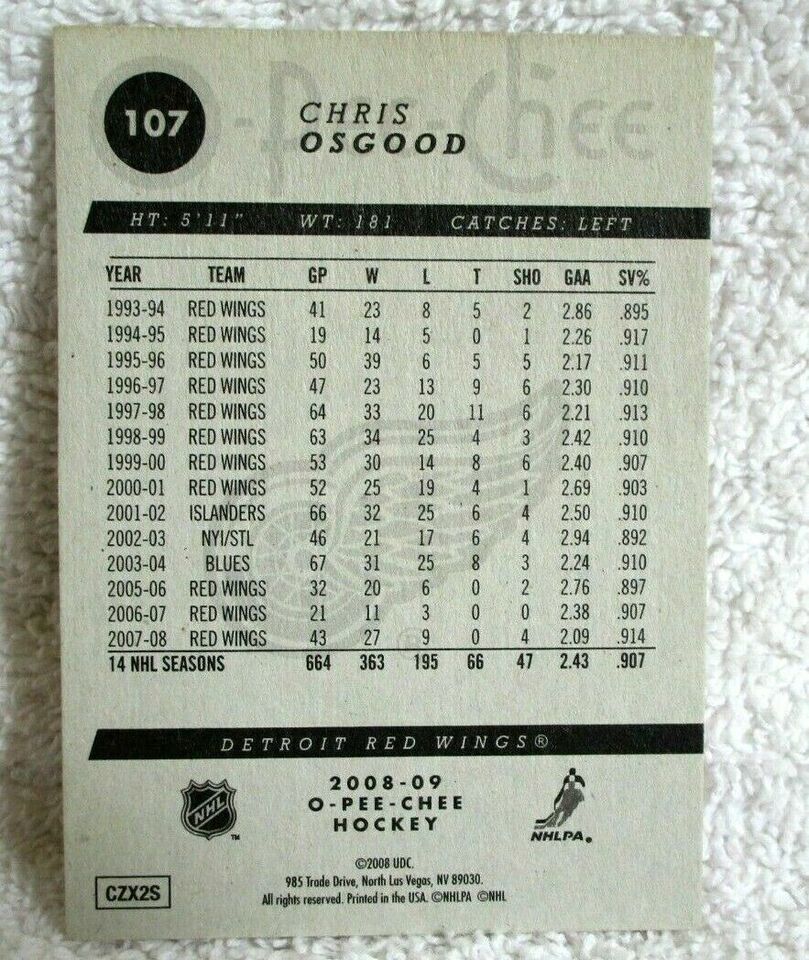 O-Pee-Chee®
107
CHRIS
OSGOOD
HT: 5'11" WT: 181 CATCHES: LEFT
YEAR TEAM GP W L T SHO GAA SV%
1993-94 RED WINGS 41 23 8 5 2 2.86 .895
1994-95 RED WINGS 19 14 5 0 1 2.26 .917
1995-96 RED WINGS 50 39 6 5 5 2.17 .911
1996-97 RED WINGS 47 23 13 9 6 2.30 .910
1997-98 RED WINGS 64 33 20 11 6 2.21 .913
1998-99 RED WINGS 63 34 25 4 3 2.42 .910
1999-00 RED WINGS 53 30 14 8 6 2.40 .907
2000-01 RED WINGS 52 25 19 4 1 2.69 .903
2001-02 ISLANDERS 66 32 25 6 4 2.50 .910
2002-03 NYI/STL 46 21 17 6 4 2.94 .892
2003-04 BLUES 67 31 25 8 3 2.24 .910
2005-06 RED WINGS 32 20 6 0 2 2.76 .897
2006-07 RED WINGS 21 11 3 0 0 2.38 .907
2007-08 RED WINGS 43 27 9 0 4 2.09 .914
14 NHL SEASONS 664 363 195 66 47 2.43 .907
®
DETROIT RED WINGS®
NHL
TM
2008-09
O-PEE-CHEE
HOCKEY
NHLPA®
©2008 UDC.
985 Trade Drive, North Las Vegas, NV 89030.
All rights reserved. Printed in the USA. ©NHLPA ©NHL
CZX2S